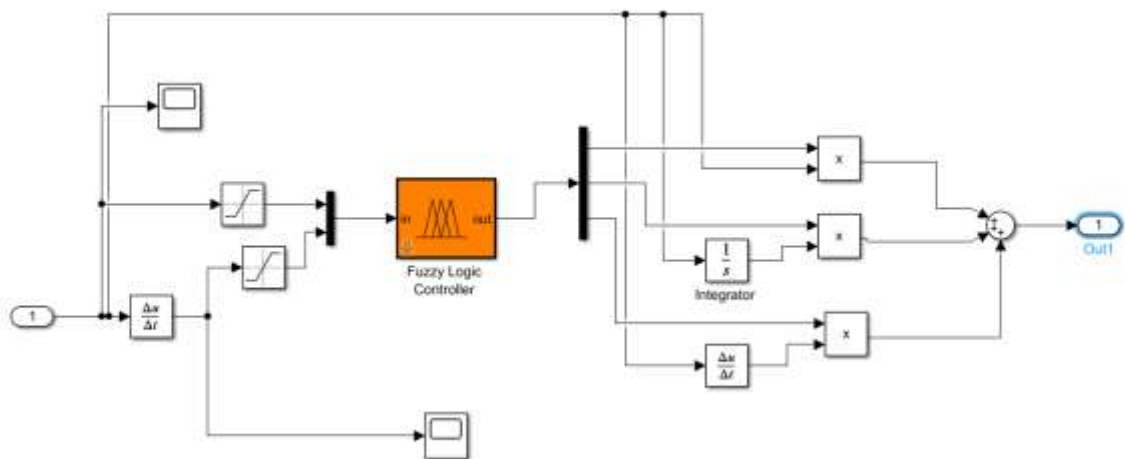 x
in
out
Fuzzy Logic
Controller
x
1
Out1
1
s
Integrator
1
Δu
Δt
x
Δu
Δt